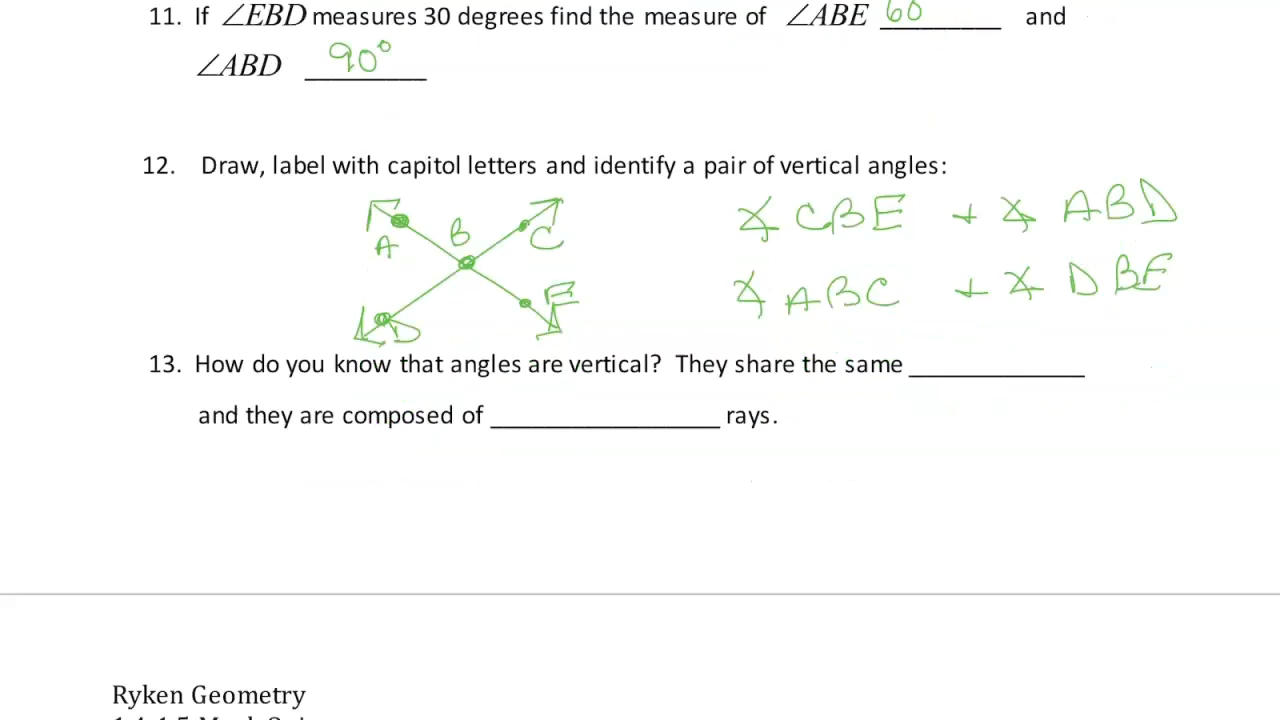 11. If ∠EBD measures 30 degrees find the measure of ∠ABE 60 and
∠ABD 90°
12. Draw, label with capitol letters and identify a pair of vertical angles:
A B C
D E
∡ CBE + ∡ ABD
∡ ABC + ∡ DBE
13. How do you know that angles are vertical? They share the same ____________
and they are composed of ________________ rays.
Ryken Geometry